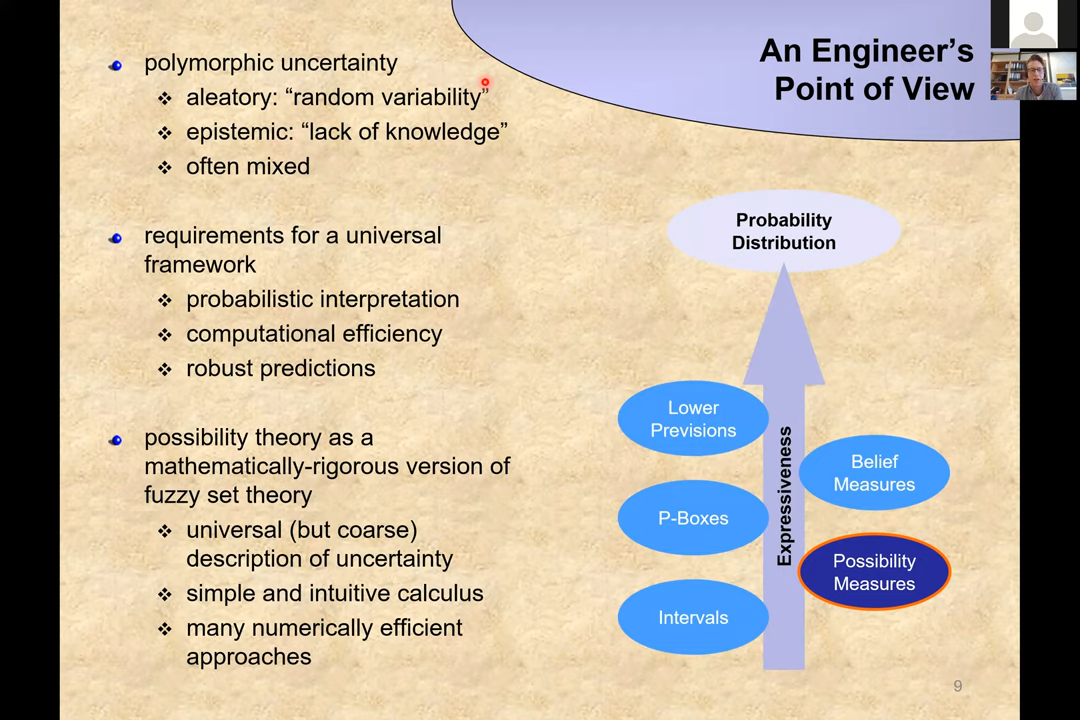 An Engineer’s
Point of View
polymorphic uncertainty
aleatory: “random variability”
epistemic: “lack of knowledge”
often mixed
requirements for a universal
framework
probabilistic interpretation
computational efficiency
robust predictions
possibility theory as a
mathematically-rigorous version of
fuzzy set theory
universal (but coarse)
description of uncertainty
simple and intuitive calculus
many numerically efficient
approaches
Probability
Distribution
Expressiveness
Lower
Previsions
Belief
Measures
P-Boxes
Possibility
Measures
Intervals
9